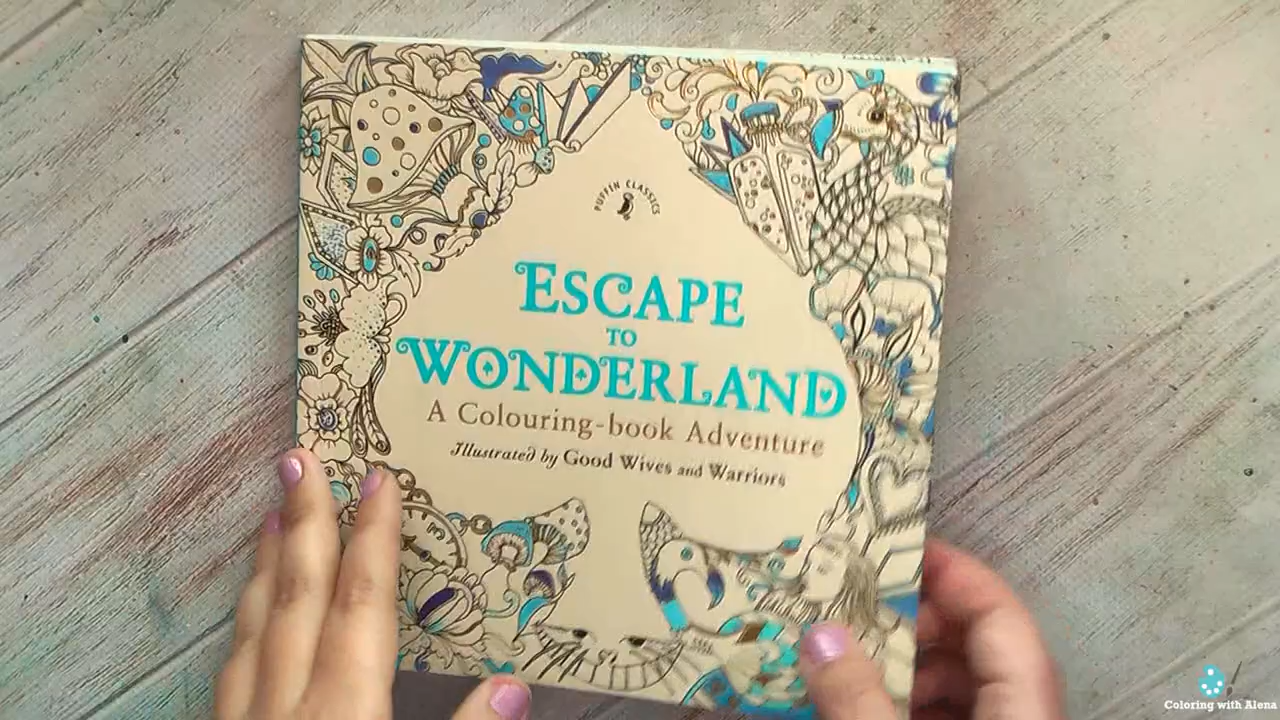 PUFFIN CLASSICS
ESCAPE
TO
WONDERLAND
A Colouring-book Adventure
Illustrated by Good Wives and Warriors
Coloring with Alena